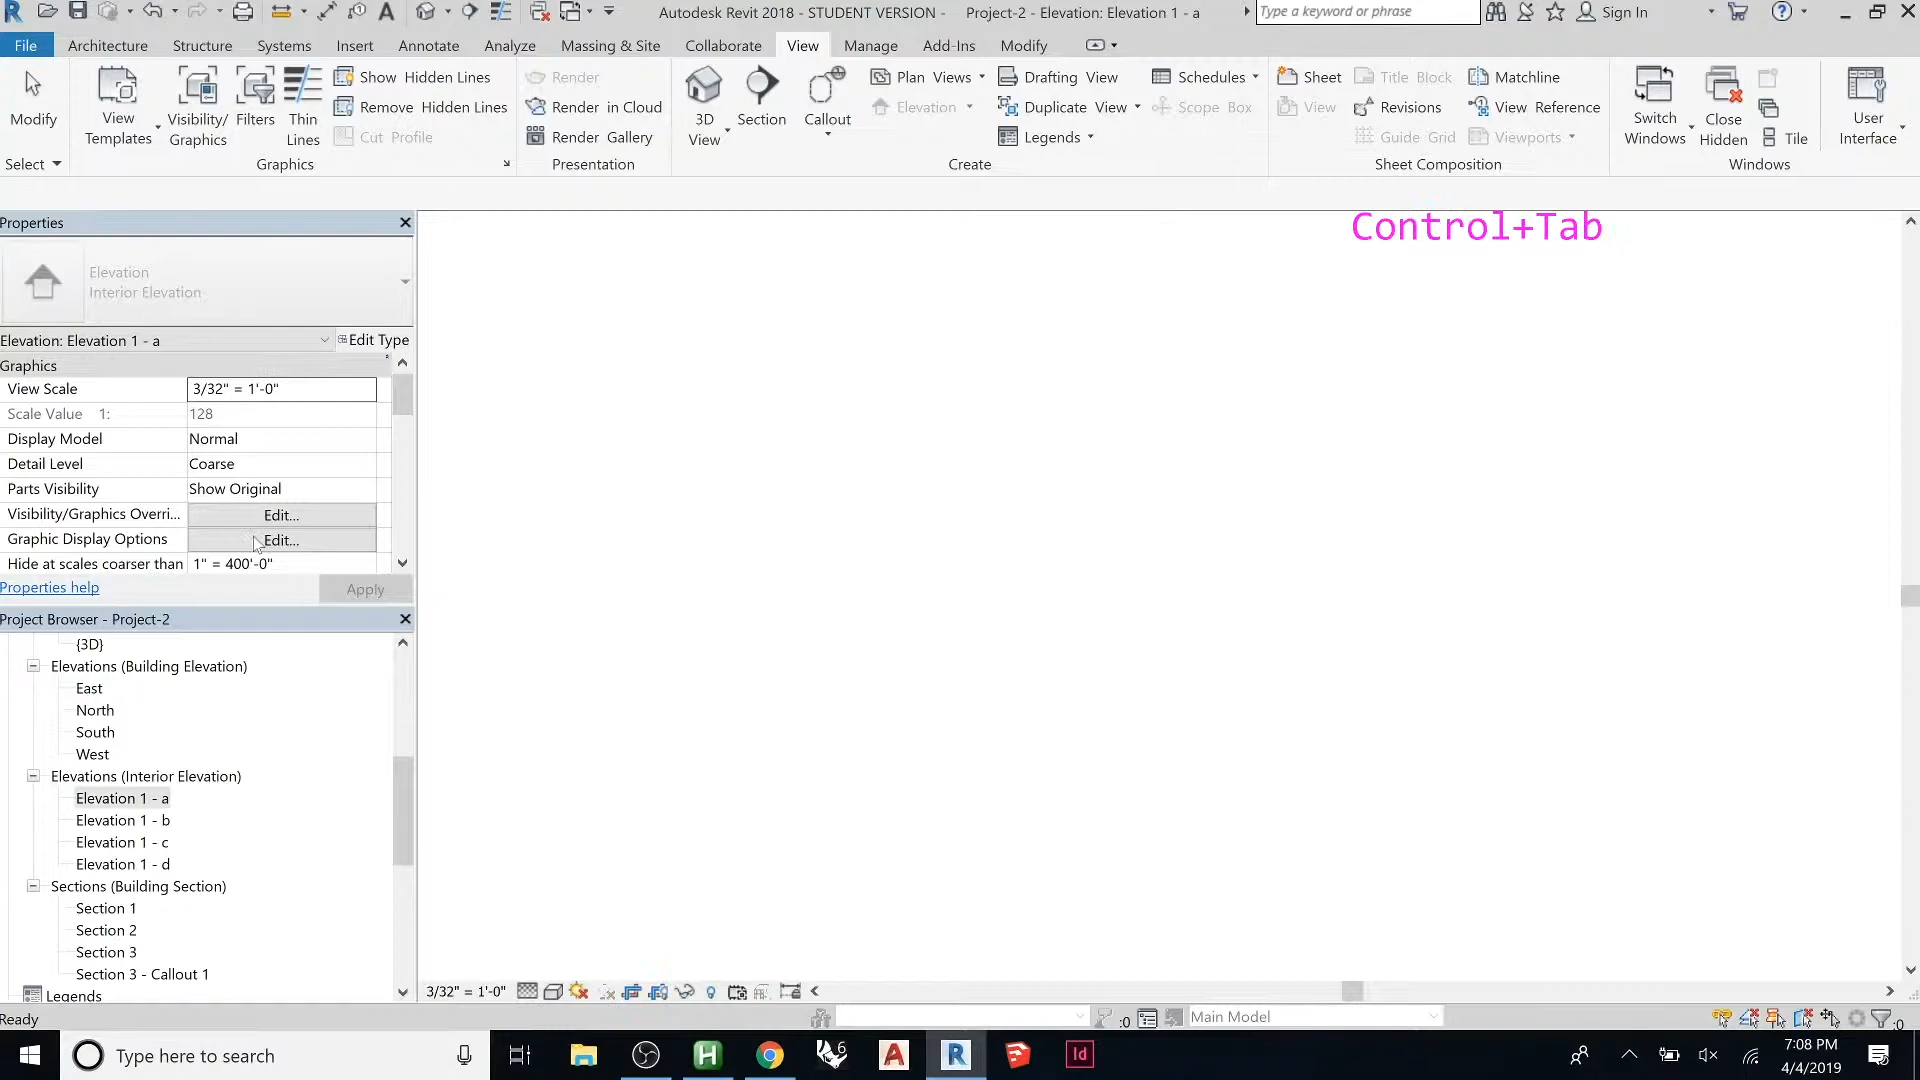 Autodesk Revit 2018 - STUDENT VERSION - Project-2 - Elevation: Elevation 1 - a
Type a keyword or phrase
Sign In
File Architecture Structure Systems Insert Annotate Analyze Massing & Site Collaborate View Manage Add-Ins Modify
Modify
Select
View Templates
Visibility/ Graphics
Filters
Thin Lines
Show Hidden Lines
Remove Hidden Lines
Cut Profile
Graphics
Render
Render in Cloud
Render Gallery
Presentation
3D View
Section
Callout
Plan Views
Elevation
Drafting View
Duplicate View
Legends
Schedules
Scope Box
Create
Sheet
View
Title Block
Revisions
Guide Grid
Matchline
View Reference
Viewports
Sheet Composition
Switch Windows
Close Hidden
Tile
Windows
User Interface
Control+Tab
Properties
Elevation
Interior Elevation
Elevation: Elevation 1 - a
Edit Type
Graphics
View Scale 3/32" = 1'-0"
Scale Value 1: 128
Display Model Normal
Detail Level Coarse
Parts Visibility Show Original
Visibility/Graphics Overri... Edit...
Graphic Display Options Edit...
Hide at scales coarser than 1" = 400'-0"
Properties help
Apply
Project Browser - Project-2
{3D}
Elevations (Building Elevation)
East
North
South
West
Elevations (Interior Elevation)
Elevation 1 - a
Elevation 1 - b
Elevation 1 - c
Elevation 1 - d
Sections (Building Section)
Section 1
Section 2
Section 3
Section 3 - Callout 1
Legends
3/32" = 1'-0"
Ready
:0
Main Model
:0
Type here to search
6
Id
7:08 PM
4/4/2019